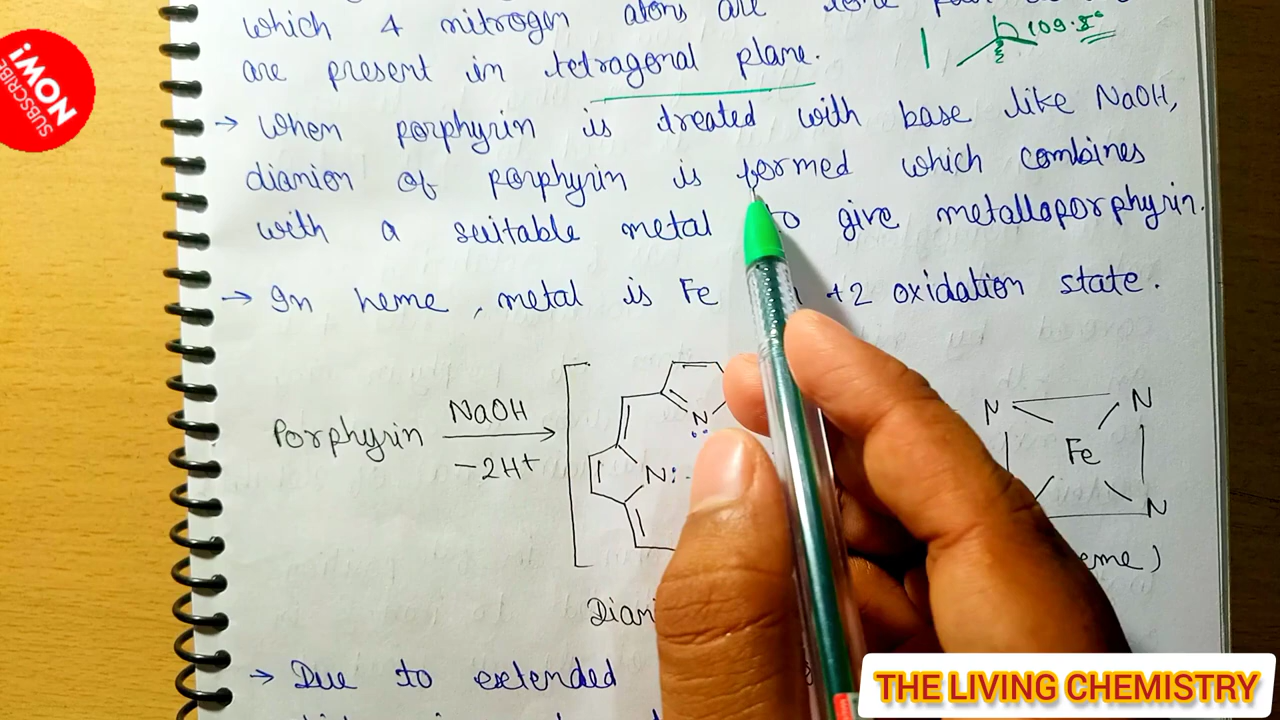 which 4 nitrogen atoms are
are present in tetragonal plane.
109.5°
→ When porphyrin is treated with base like NaOH,
dianion of porphyrin is formed which combines
with a suitable metal to give metalloporphyrin.
→ In heme, metal is Fe +2 oxidation state.
Porphyrin
NaOH
-2H+
N
N:
N N
Fe
N
eme)
Diani
→ Due to extended
SUBSCRIBE
NOW!
THE LIVING CHEMISTRY